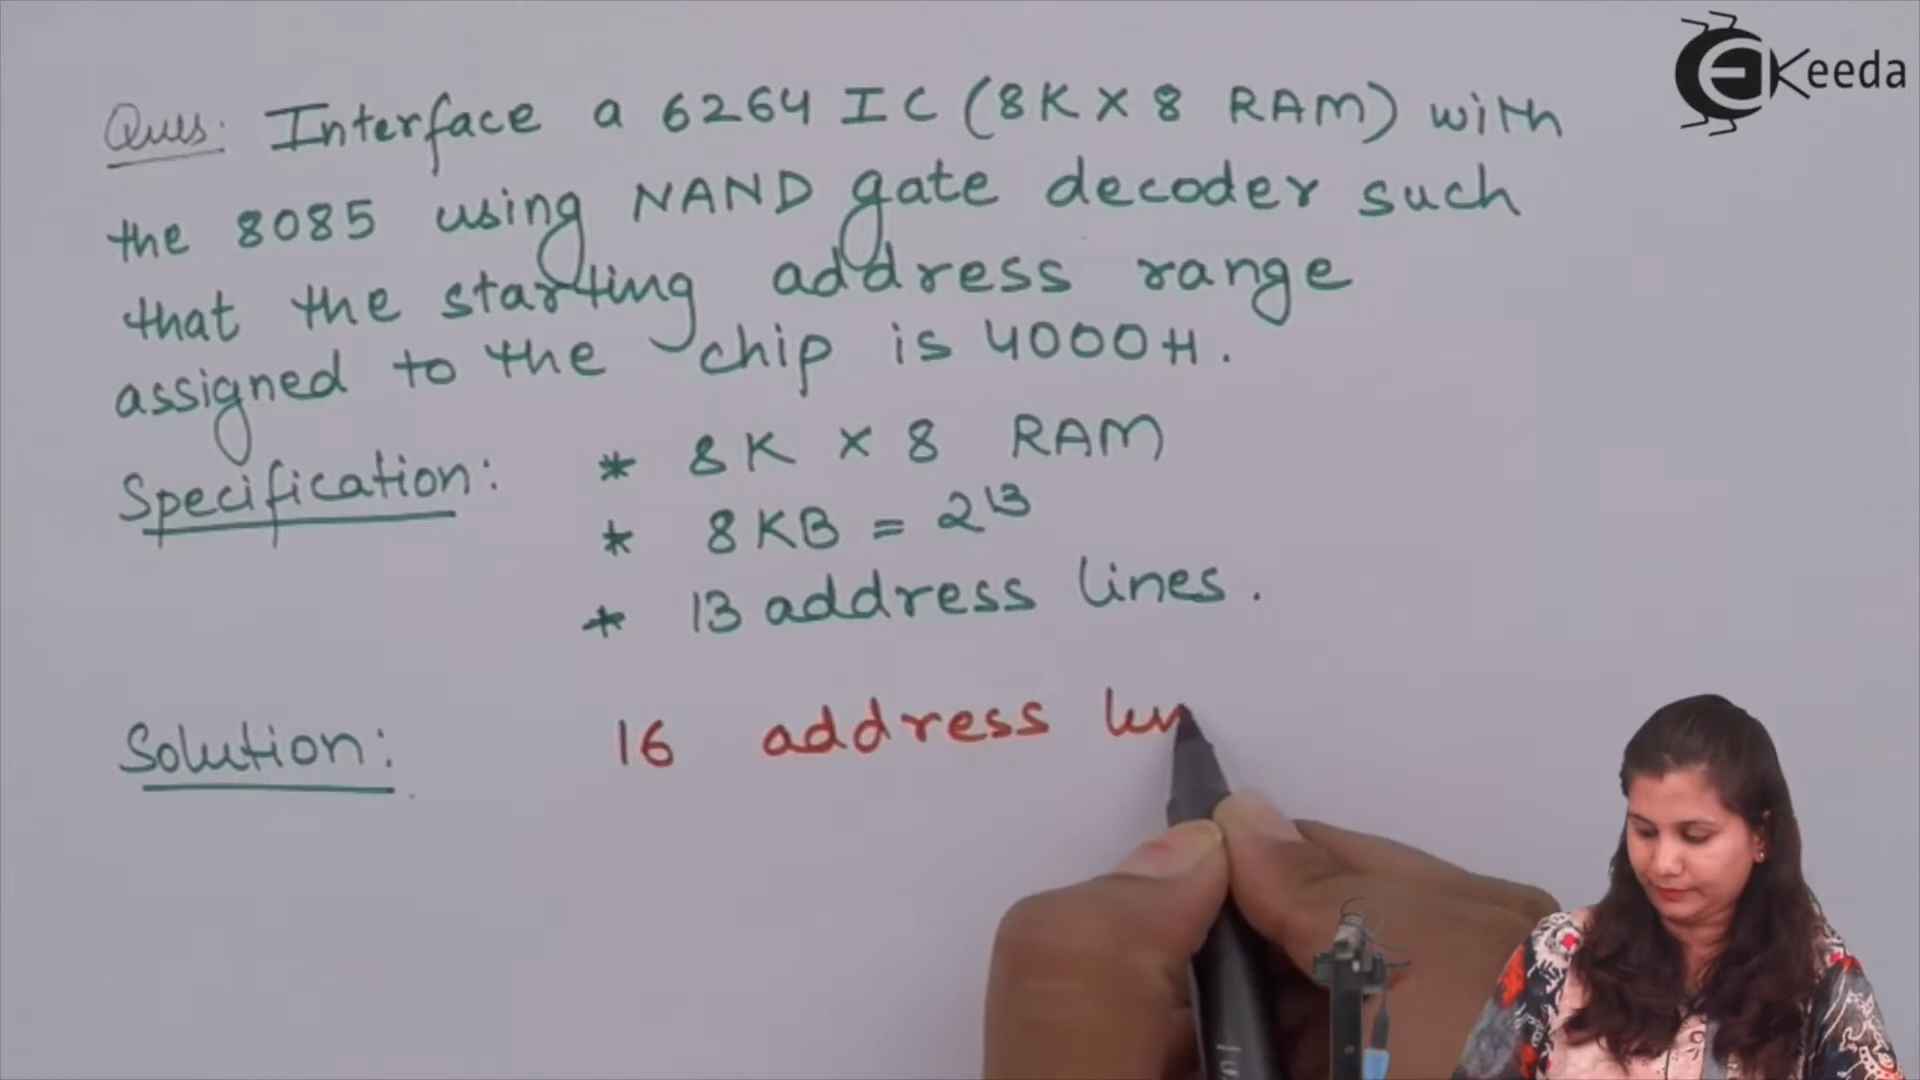 EKeeda
Ques: Interface a 6264 IC (8K X 8 RAM) with
the 8085 using NAND gate decoder such
that the starting address range
assigned to the chip is 4000H.
Specification: * 8K X 8 RAM
* 8KB = 2¹³
* 13 address lines.
Solution: 16 address